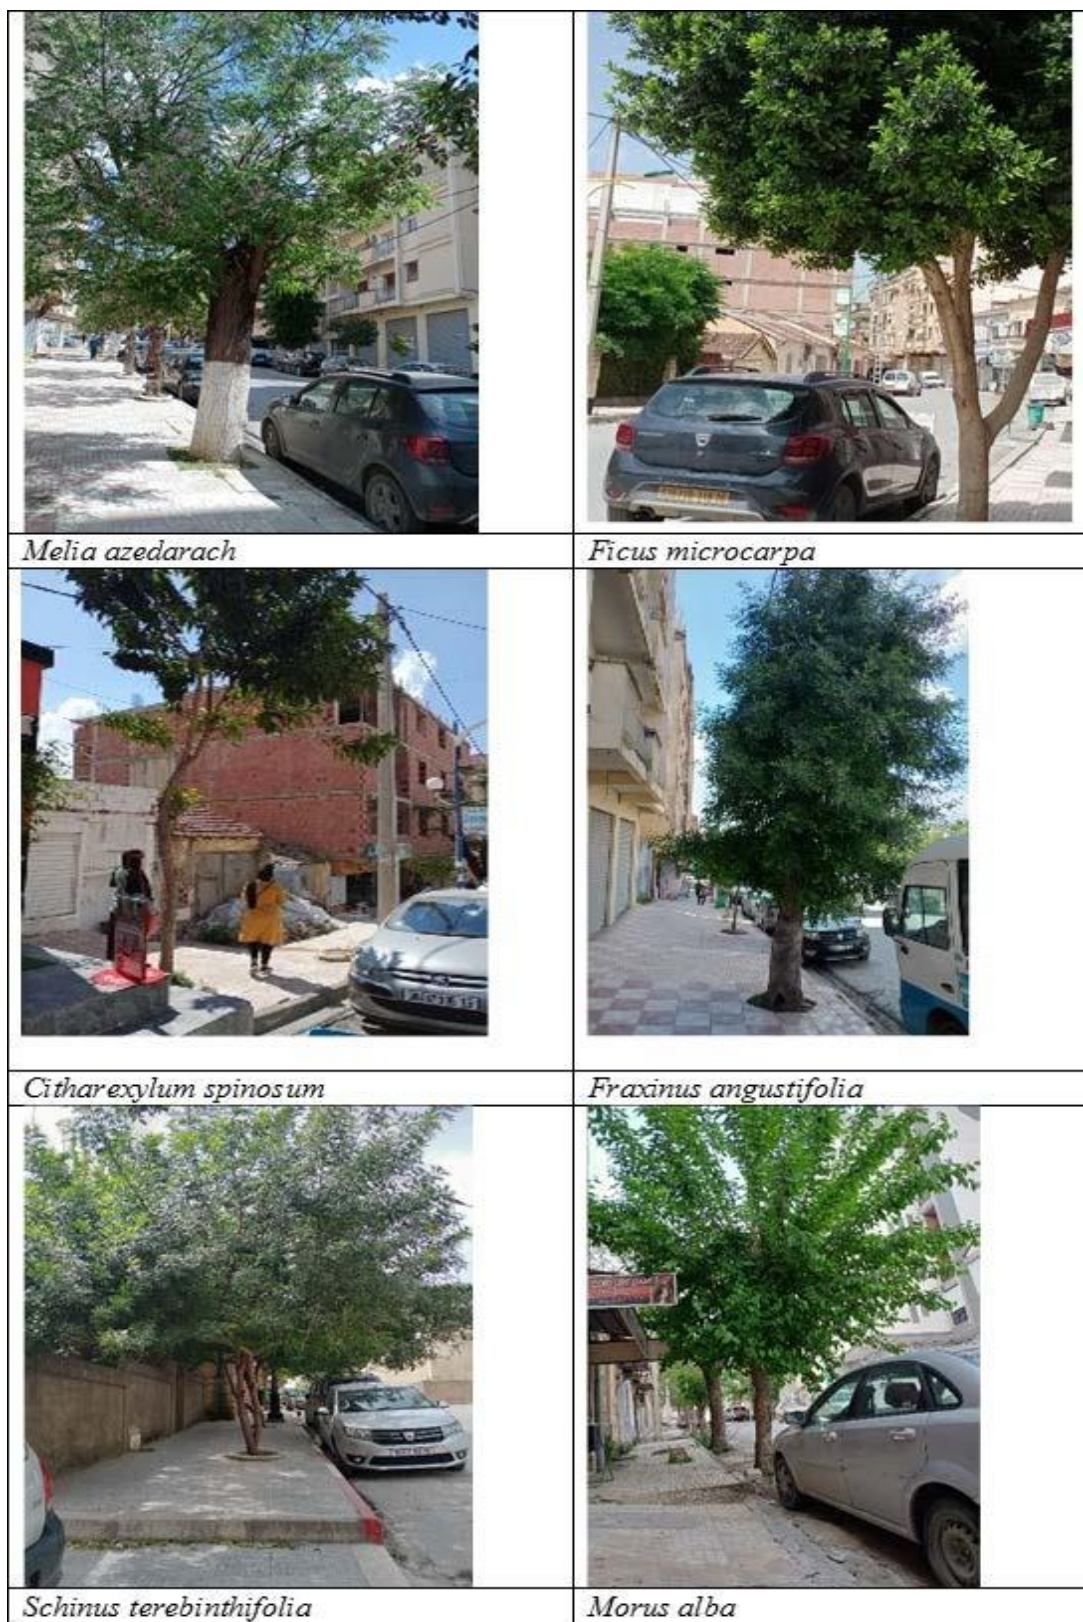 Melia azedarach
Ficus microcarpa
Citharexylum spinosum
Fraxinus angustifolia
Schinus terebinthifolia
Morus alba